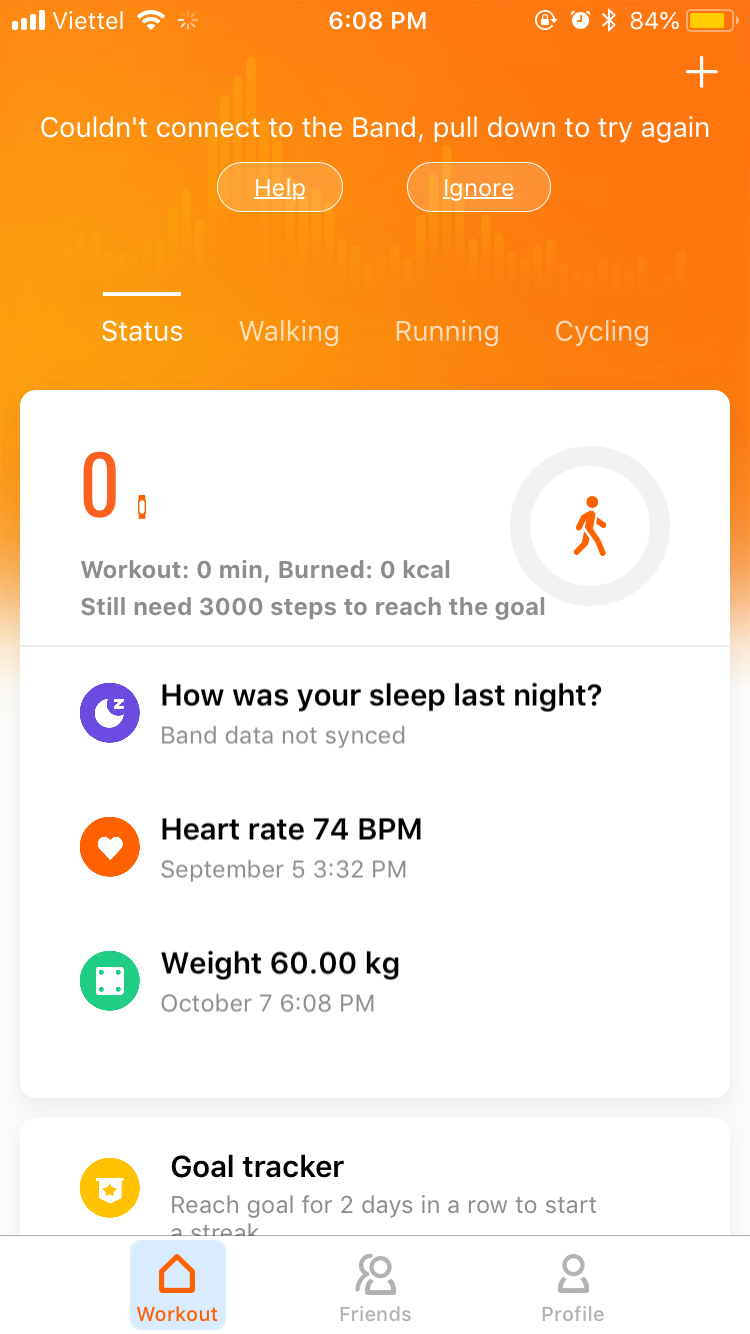 Viettel 6:08 PM 84%
Couldn't connect to the Band, pull down to try again
Help Ignore
Status Walking Running Cycling
0
Workout: 0 min, Burned: 0 kcal
Still need 3000 steps to reach the goal
How was your sleep last night?
Band data not synced
Heart rate 74 BPM
September 5 3:32 PM
Weight 60.00 kg
October 7 6:08 PM
Goal tracker
Reach goal for 2 days in a row to start
a streak
Workout Friends Profile